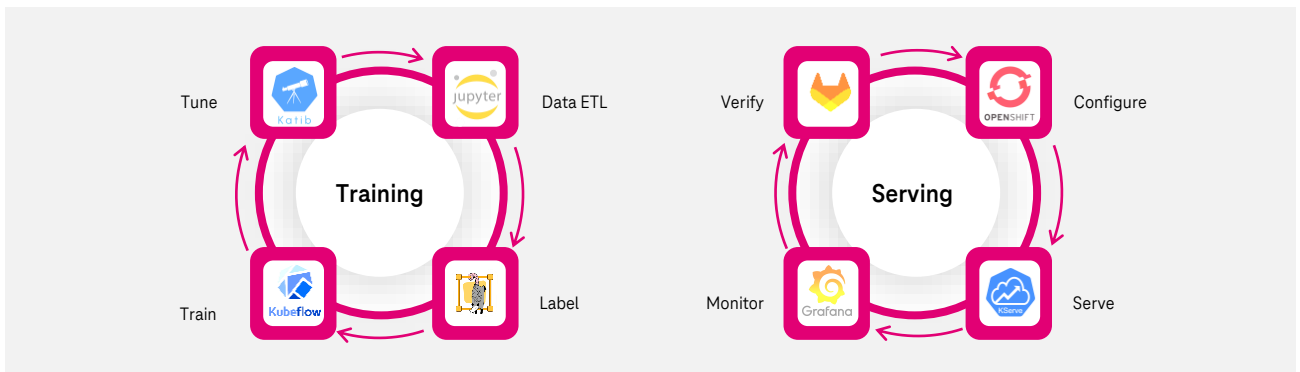 Tune
Katib
jupyter
Data ETL
Training
Train
Kubeflow
Label
Verify
OPENSHIFT
Configure
Serving
Monitor
Grafana
KServe
Serve